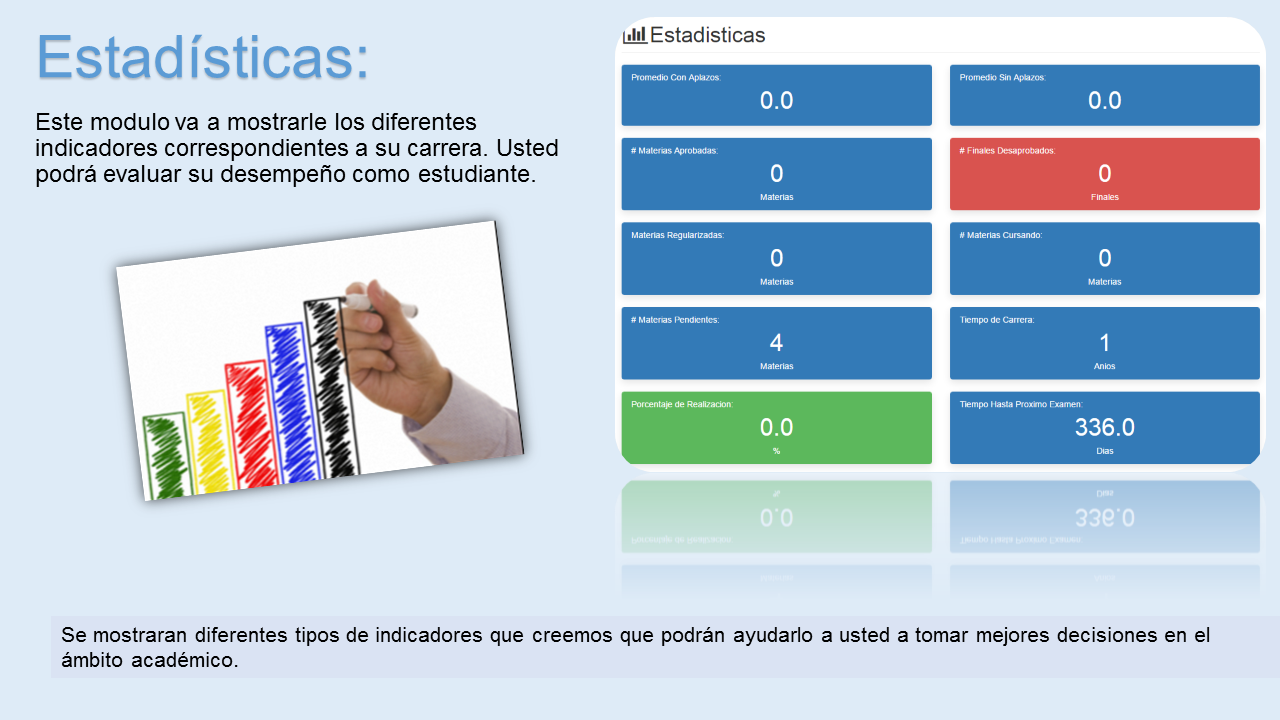 Estadísticas:
Este modulo va a mostrarle los diferentes
indicadores correspondientes a su carrera. Usted
podrá evaluar su desempeño como estudiante.
Estadisticas
Promedio Con Aplazos:
0.0
Promedio Sin Aplazos:
0.0
# Materias Aprobadas:
0
Materias
# Finales Desaprobados:
0
Finales
Materias Regularizadas:
0
Materias
# Materias Cursando:
0
Materias
# Materias Pendientes:
4
Materias
Tiempo de Carrera:
1
Anios
Porcentaje de Realizacion:
0.0
%
Tiempo Hasta Proximo Examen:
336.0
Dias
Se mostraran diferentes tipos de indicadores que creemos que podrán ayudarlo a usted a tomar mejores decisiones en el
ámbito académico.